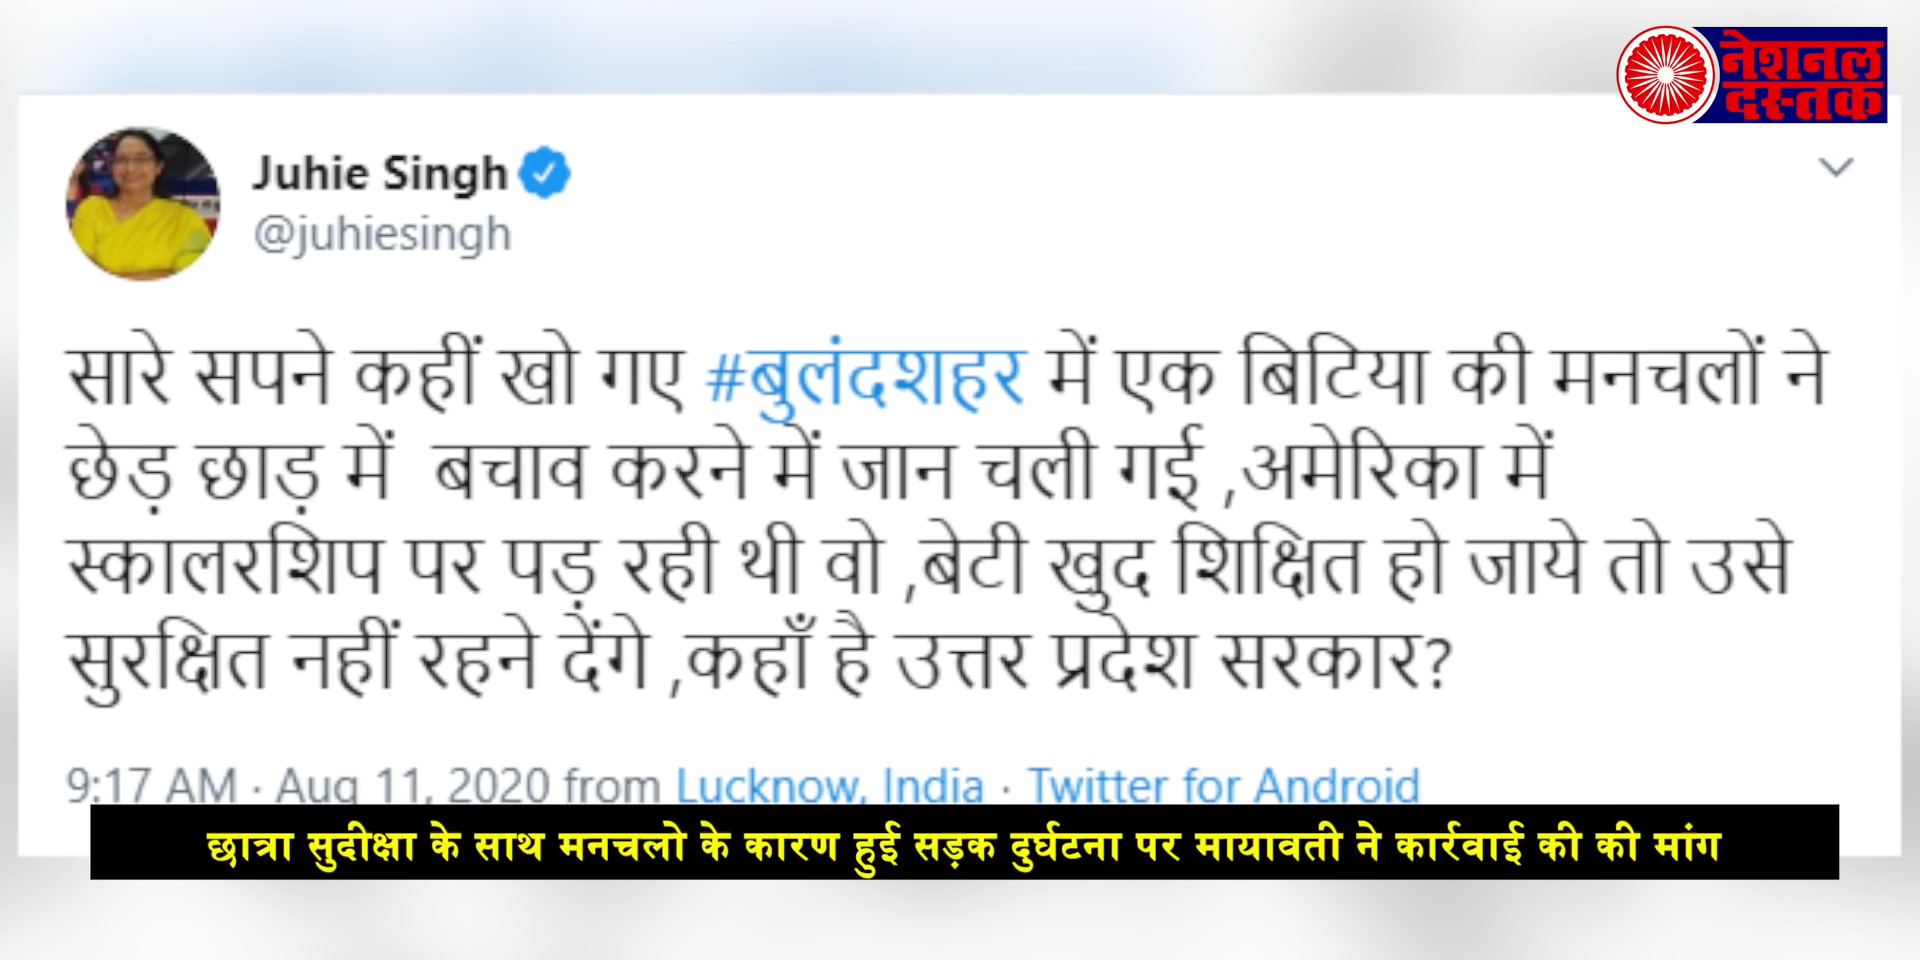 नेशनल
दस्तक
Juhie Singh
@juhiesingh
सारे सपने कहीं खो गए #बुलंदशहर में एक बिटिया की मनचलों ने
छेड़ छाड़ में  बचाव करने में जान चली गई ,अमेरिका में
स्कालरशिप पर पड़ रही थी वो ,बेटी खुद शिक्षित हो जाये तो उसे
सुरक्षित नहीं रहने देंगे ,कहाँ है उत्तर प्रदेश सरकार?
9:17 AM · Aug 11, 2020 from Lucknow, India · Twitter for Android
छात्रा सुदीक्षा के साथ मनचलो के कारण हुई सड़क दुर्घटना पर मायावती ने कार्रवाई की की मांग